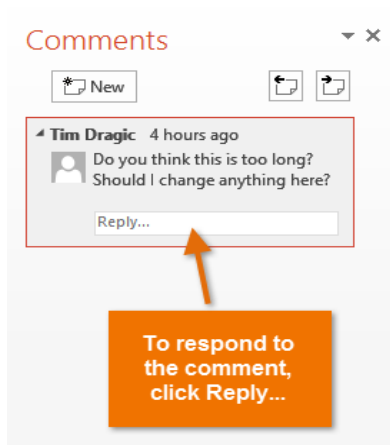 Comments
New
Tim Dragic 4 hours ago
Do you think this is too long?
Should I change anything here?
Reply...
To respond to
the comment,
click Reply...